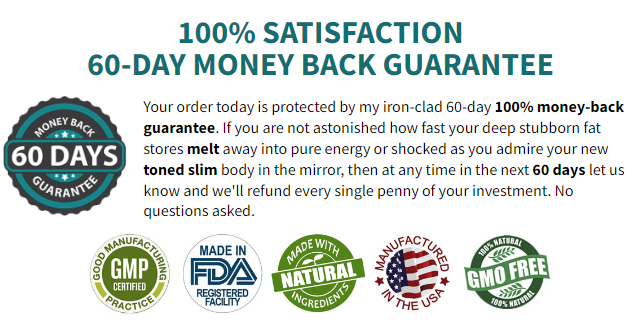 100% SATISFACTION
60-DAY MONEY BACK GUARANTEE
MONEY BACK
60 DAYS
GUARANTEE
Your order today is protected by my iron-clad 60-day 100% money-back
guarantee. If you are not astonished how fast your deep stubborn fat
stores melt away into pure energy or shocked as you admire your new
toned slim body in the mirror, then at any time in the next 60 days let us
know and we'll refund every single penny of your investment. No
questions asked.
GOOD MANUFACTURING
GMP
CERTIFIED
PRACTICE
MADE IN
FDA
REGISTERED
FACILITY
MADE WITH
NATURAL
INGREDIENTS
MANUFACTURED
IN THE USA
100% NATURAL
GMO FREE
100% NATURAL